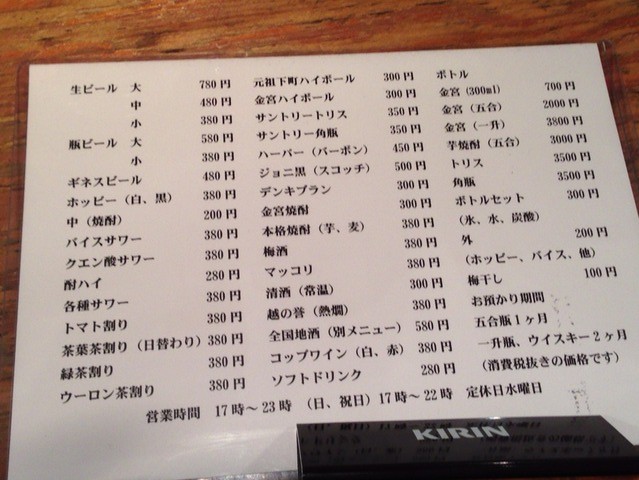 生ビール 大 780円
中 480円
小 380円
瓶ビール 大 580円
小 380円
ギネスビール 480円
ホッピー（白、黒） 380円
中（焼酎） 200円
バイスサワー 380円
クエン酸サワー 380円
酎ハイ 280円
各種サワー 380円
トマト割り 380円
茶葉茶割り（日替わり）380円
緑茶割り 380円
ウーロン茶割り 380円
元祖下町ハイボール 300円
金宮ハイボール 300円
サントリートリス 350円
サントリー角瓶 350円
ハーバー（バーボン） 450円
ジョニ黒（スコッチ） 500円
デンキブラン 300円
金宮焼酎 300円
本格焼酎（芋、麦） 380円
梅酒 380円
マッコリ 380円
清酒（常温） 300円
越の誉（熱燗） 380円
全国地酒（別メニュー） 580円
コップワイン（白、赤） 380円
ソフトドリンク 280円
ボトル
金宮（300ml） 700円
金宮（五合） 2000円
金宮（一升） 3800円
芋焼酎（五合） 3000円
トリス 3500円
角瓶 3500円
ボトルセット 300円
（氷、水、炭酸）
外 200円
（ホッピー、バイス、他）
梅干し 100円
お預かり期間
五合瓶1ヶ月
一升瓶、ウイスキー2ヶ月
（消費税抜きの価格です）
営業時間 17時～23時 （日、祝日）17時～22時 定休日水曜日
KIRIN